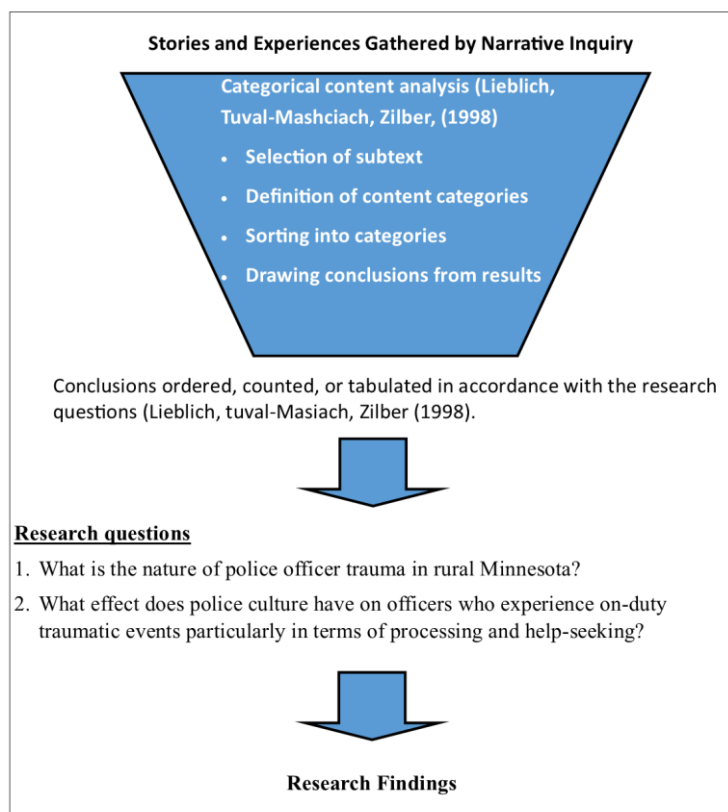 Stories and Experiences Gathered by Narrative Inquiry
Categorical content analysis (Lieblich,
Tuval-Mashciach, Zilber, (1998)
• Selection of subtext
• Definition of content categories
• Sorting into categories
• Drawing conclusions from results
Conclusions ordered, counted, or tabulated in accordance with the research
questions (Lieblich, tuval-Masiach, Zilber (1998).
Research questions
1. What is the nature of police officer trauma in rural Minnesota?
2. What effect does police culture have on officers who experience on-duty
traumatic events particularly in terms of processing and help-seeking?
Research Findings